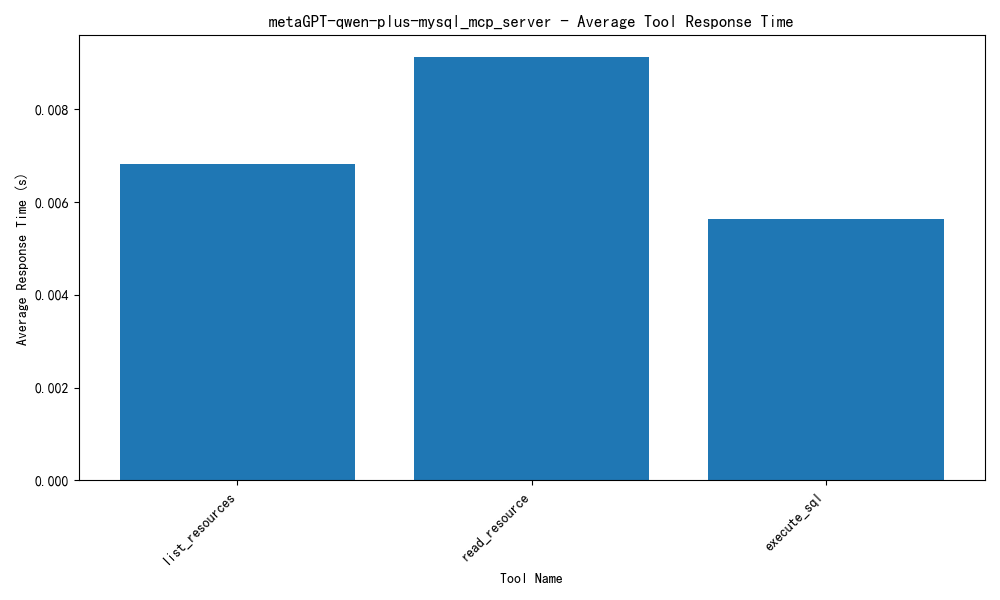 metaGPT-qwen-plus-mysql_mcp_server - Average Tool Response Time
Average Response Time (s)
0.008
0.006
0.004
0.002
0.000
list_resources
read_resource
execute_sql
Tool Name